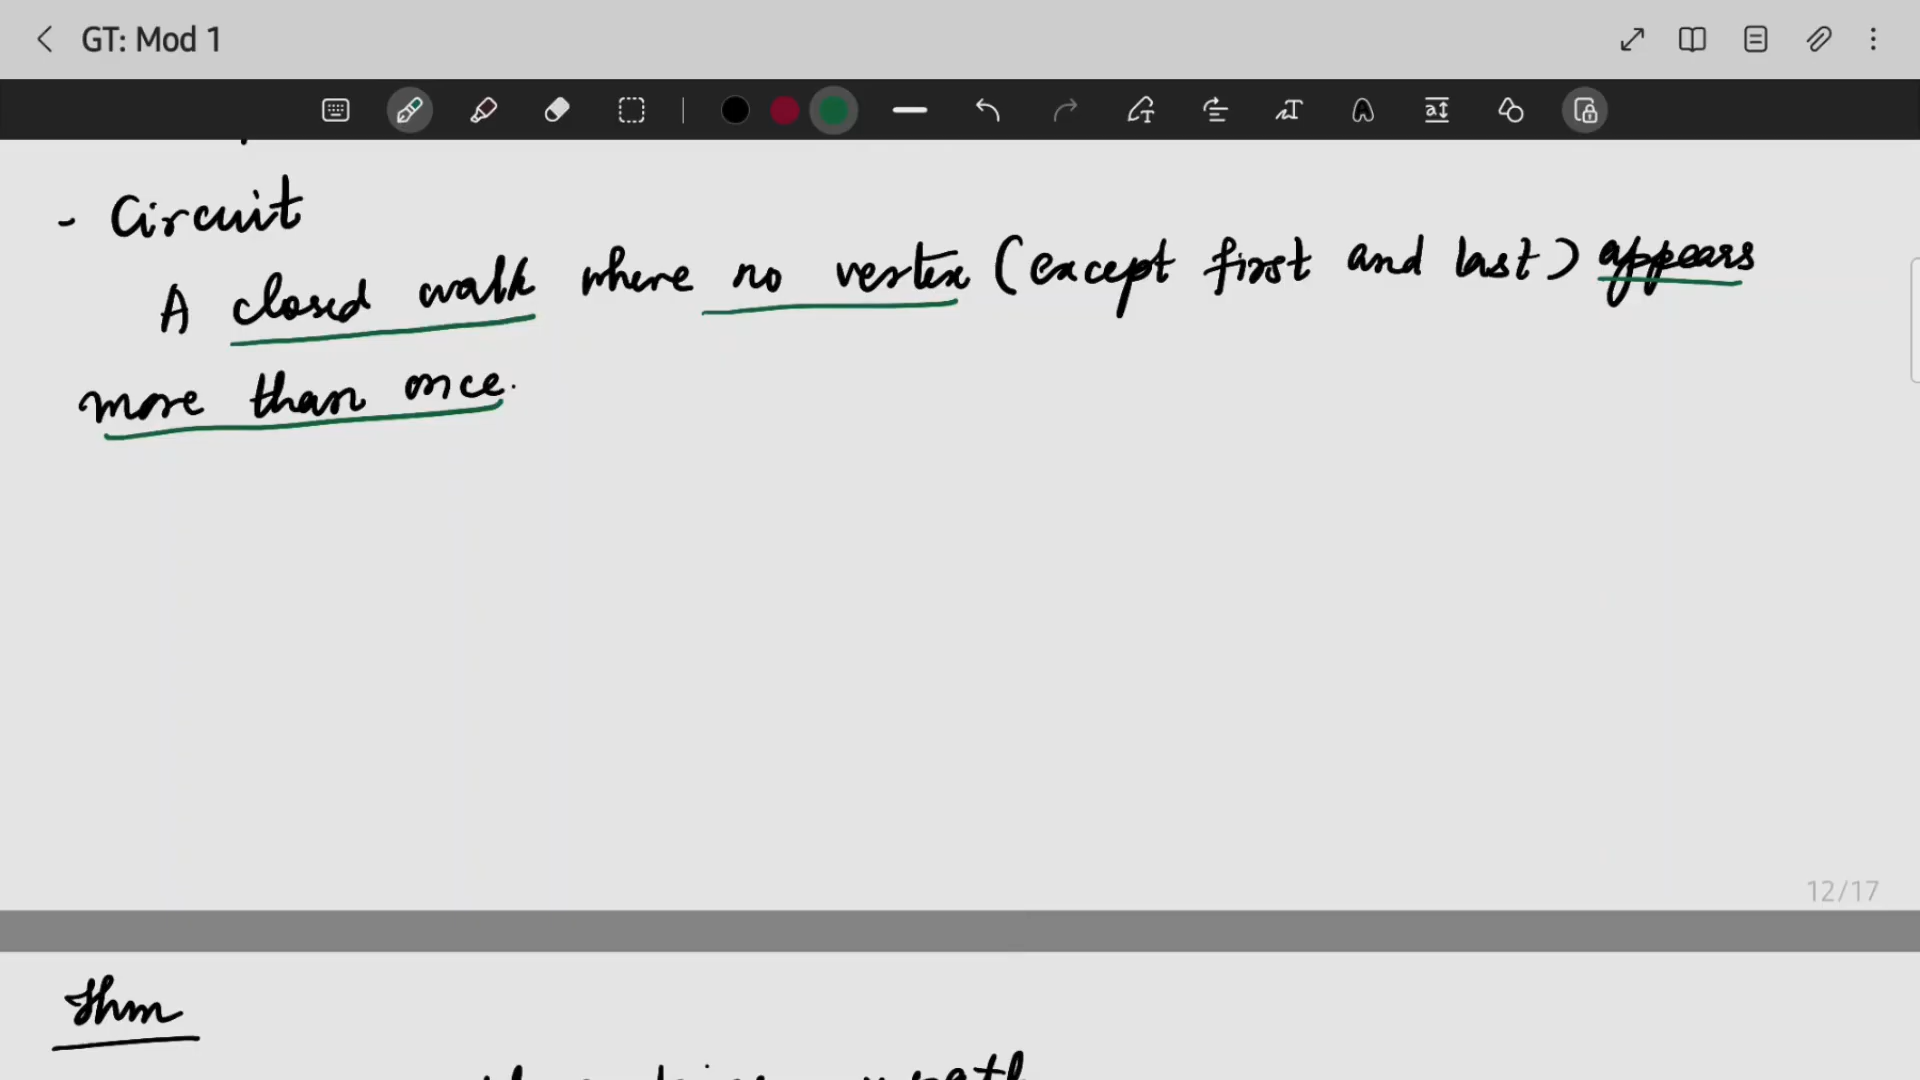 GT: Mod 1
- Circuit
A closed walk where no vertex (except first and last) appears
more than once.
12/17
Thm
path